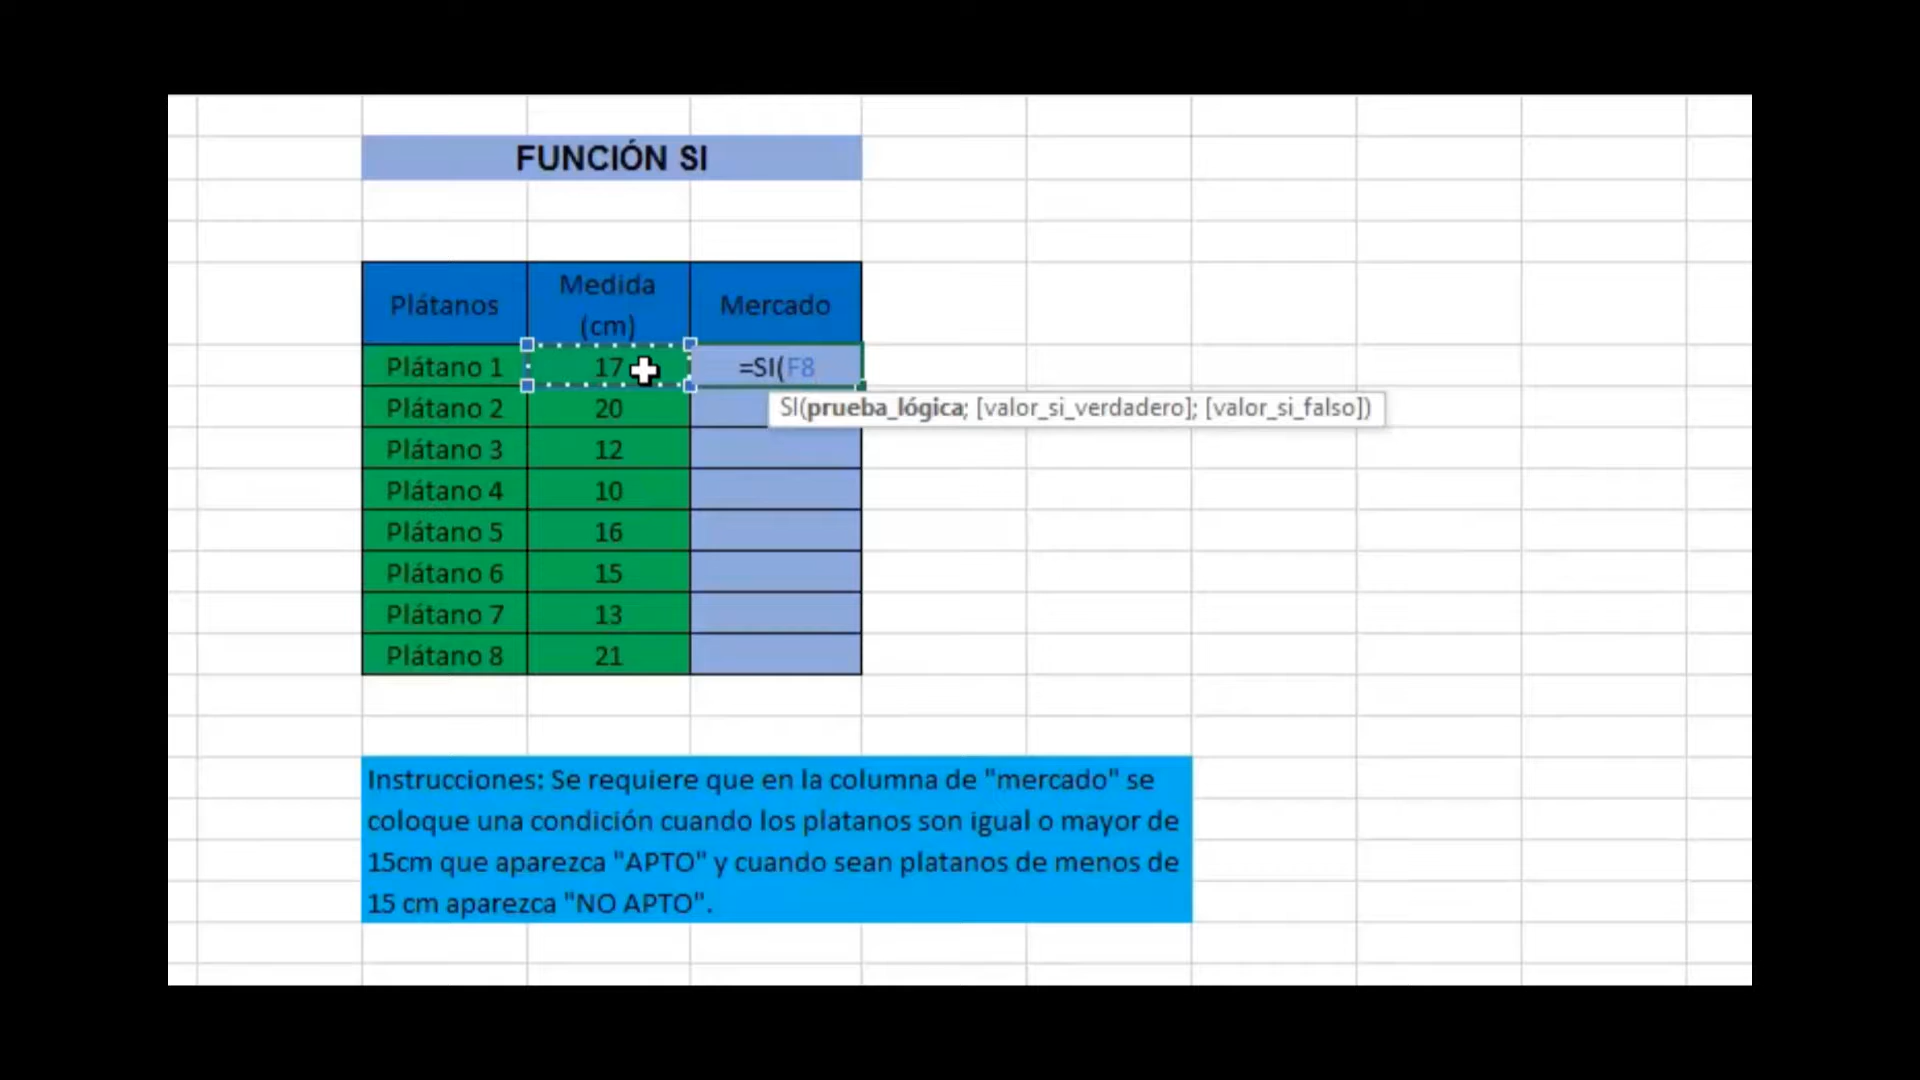 FUNCIÓN SI
Plátanos Medida (cm) Mercado
Plátano 1 17 =SI(F8
SI(prueba_lógica; [valor_si_verdadero]; [valor_si_falso])
Plátano 2 20
Plátano 3 12
Plátano 4 10
Plátano 5 16
Plátano 6 15
Plátano 7 13
Plátano 8 21
Instrucciones: Se requiere que en la columna de "mercado" se
coloque una condición cuando los platanos son igual o mayor de
15cm que aparezca "APTO" y cuando sean platanos de menos de
15 cm aparezca "NO APTO".